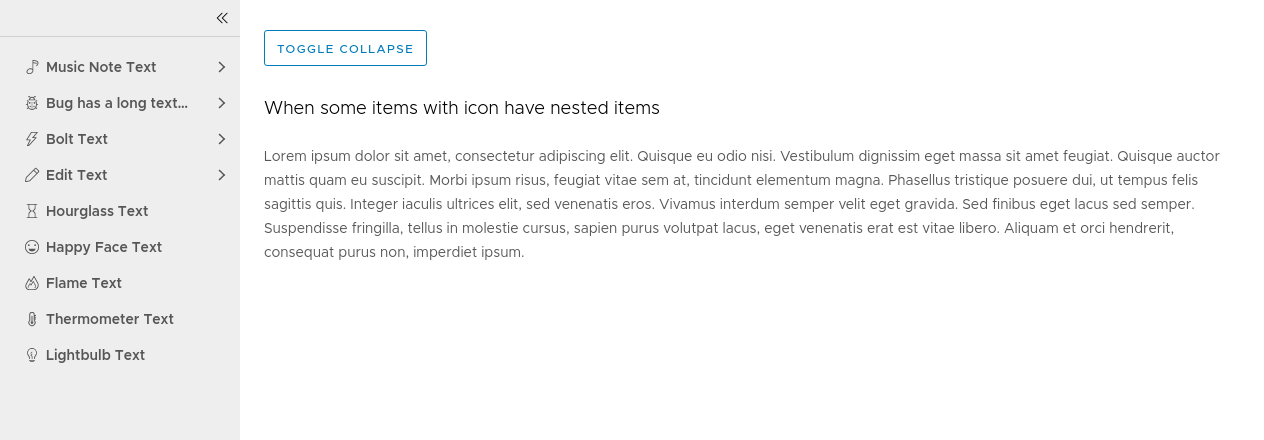 Music Note Text
Bug has a long text...
Bolt Text
Edit Text
Hourglass Text
Happy Face Text
Flame Text
Thermometer Text
Lightbulb Text
TOGGLE COLLAPSE
When some items with icon have nested items
Lorem ipsum dolor sit amet, consectetur adipiscing elit. Quisque eu odio nisi. Vestibulum dignissim eget massa sit amet feugiat. Quisque auctor
mattis quam eu suscipit. Morbi ipsum risus, feugiat vitae sem at, tincidunt elementum magna. Phasellus tristique posuere dui, ut tempus felis
sagittis quis. Integer iaculis ultrices elit, sed venenatis eros. Vivamus interdum semper velit eget gravida. Sed finibus eget lacus sed semper.
Suspendisse fringilla, tellus in molestie cursus, sapien purus volutpat lacus, eget venenatis erat est vitae libero. Aliquam et orci hendrerit,
consequat purus non, imperdiet ipsum.